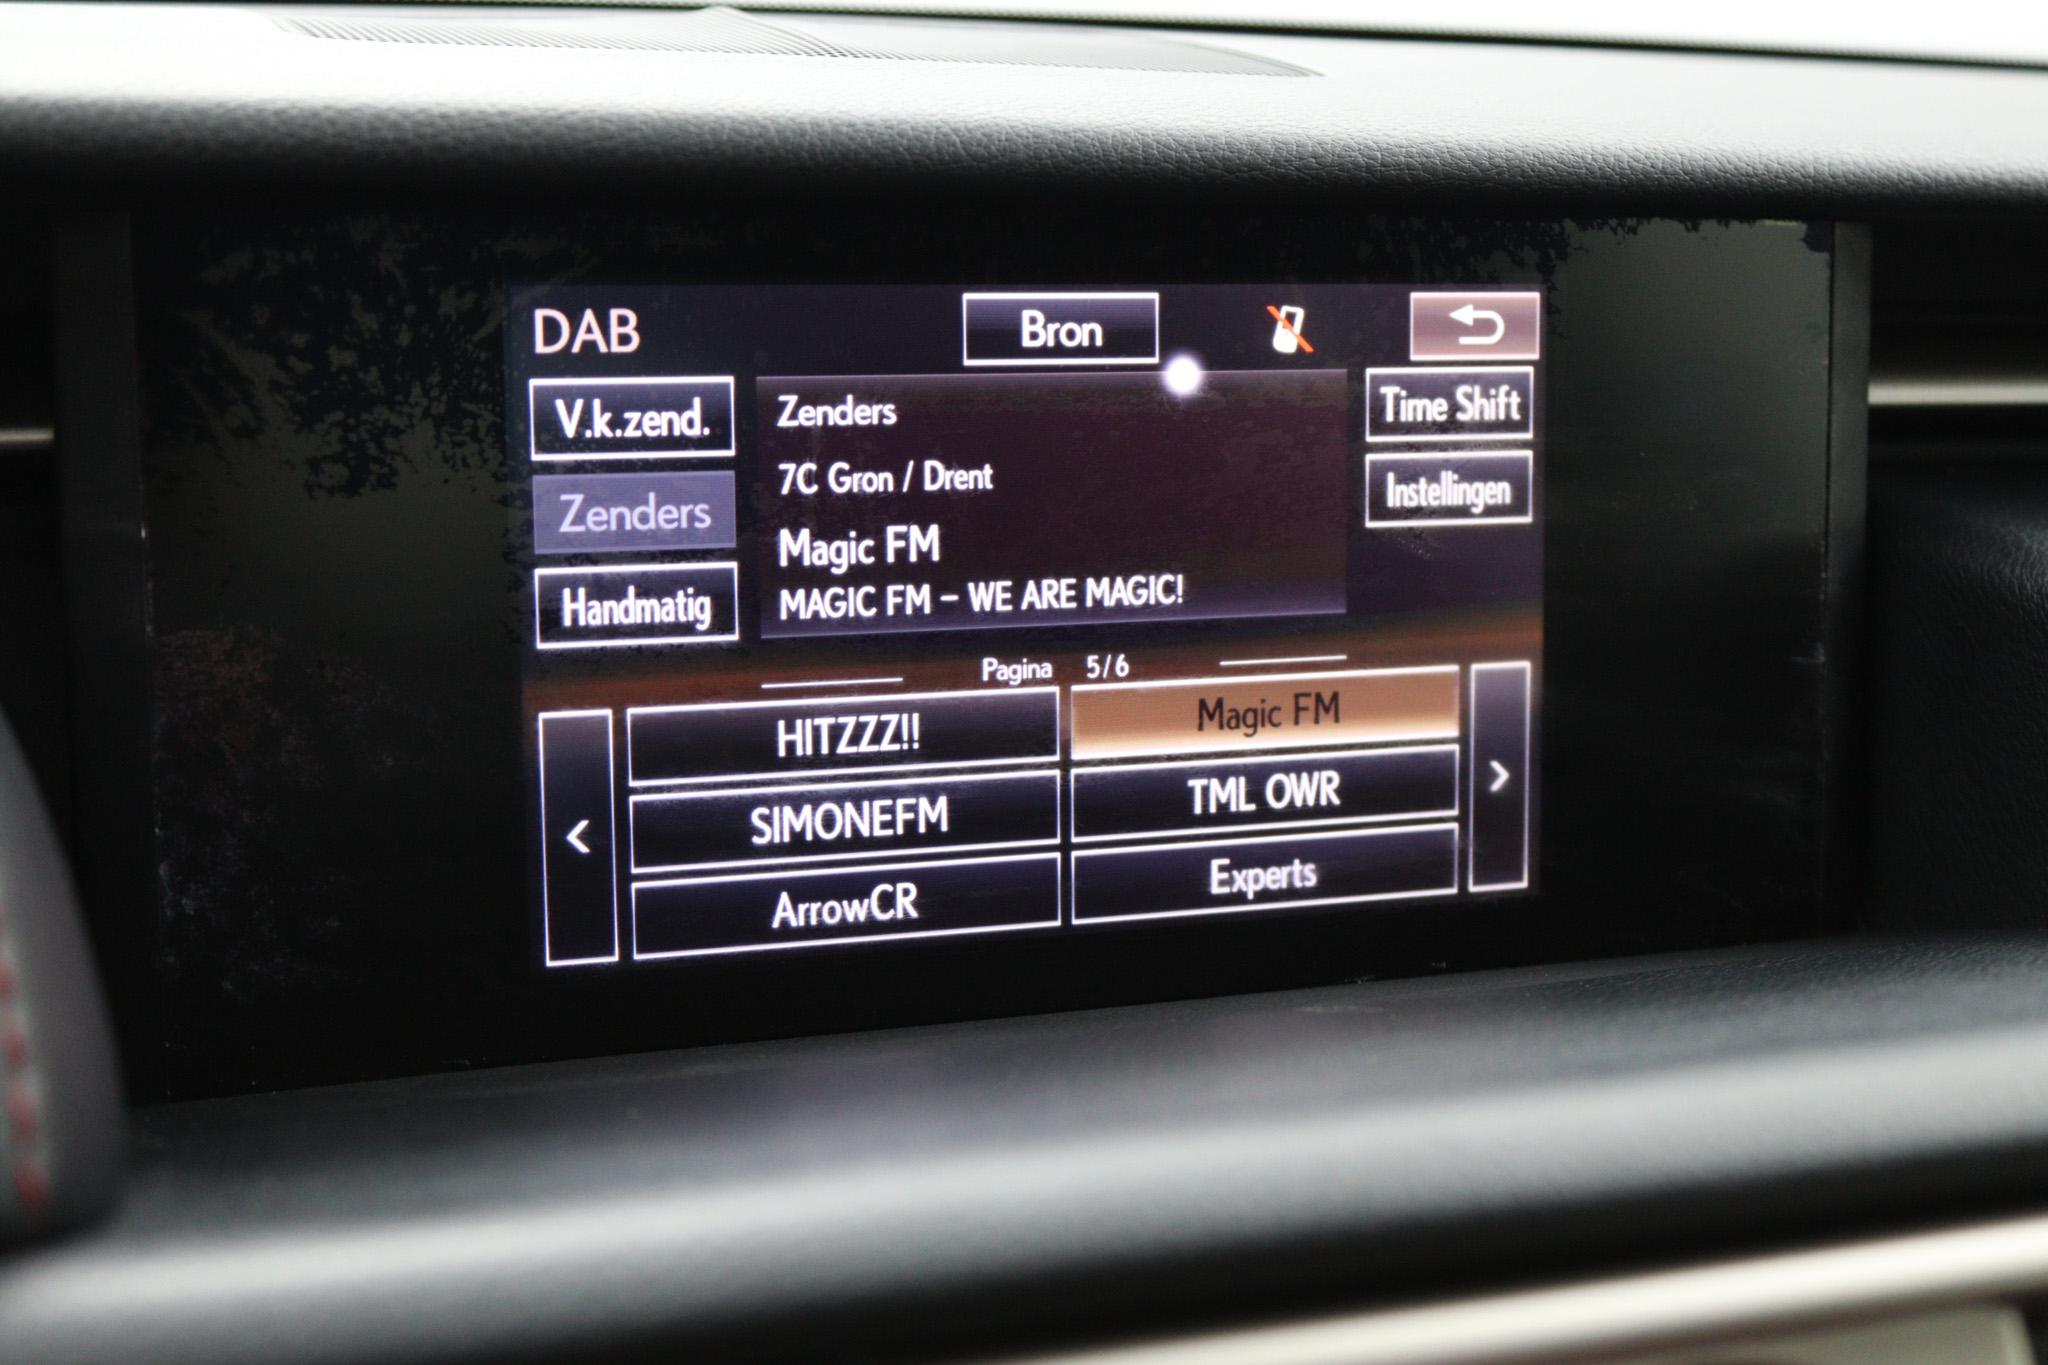 DAB
Bron
V.k.zend.
Zenders
Handmatig
Zenders
7C Gron / Drent
Magic FM
MAGIC FM – WE ARE MAGIC!
Time Shift
Instellingen
Pagina 5/6
HITZZZ!!
Magic FM
SIMONEFM
TML OWR
ArrowCR
Experts